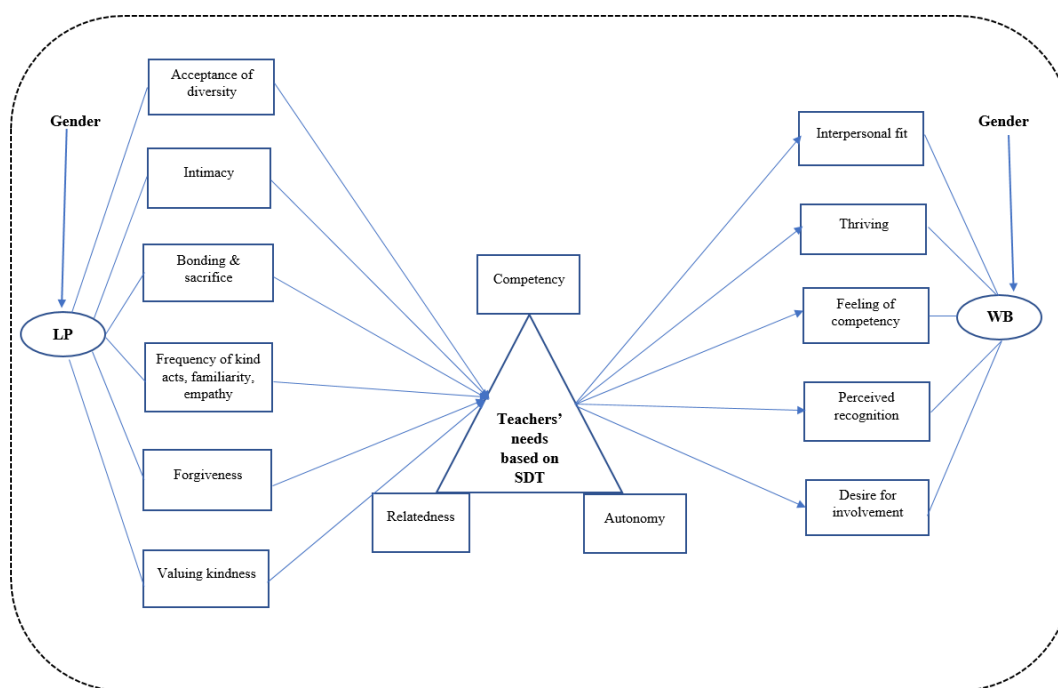 Gender
LP
Acceptance of
diversity
Intimacy
Bonding &
sacrifice
Frequency of kind
acts, familiarity,
empathy
Forgiveness
Valuing kindness
Competency
Teachers’
needs
based on
SDT
Relatedness
Autonomy
Interpersonal fit
Thriving
Feeling of
competency
Perceived
recognition
Desire for
involvement
Gender
WB